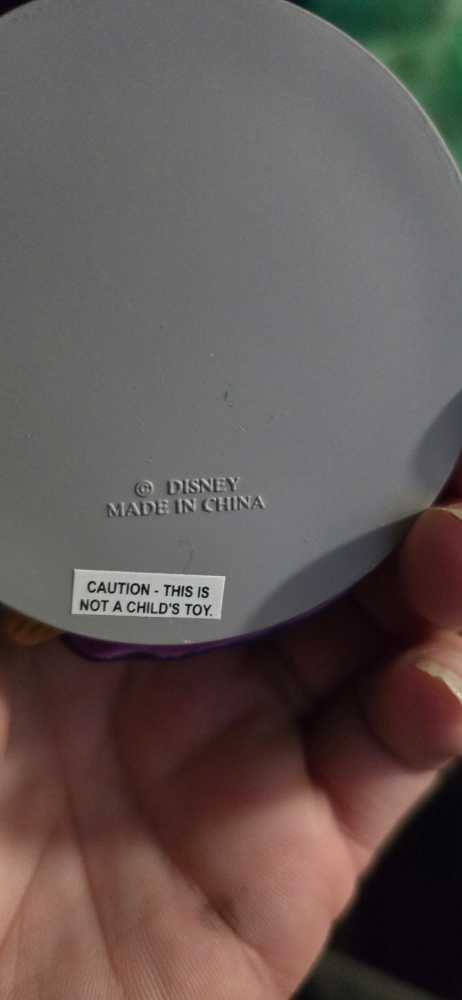 © DISNEY
MADE IN CHINA
CAUTION - THIS IS
NOT A CHILD'S TOY.